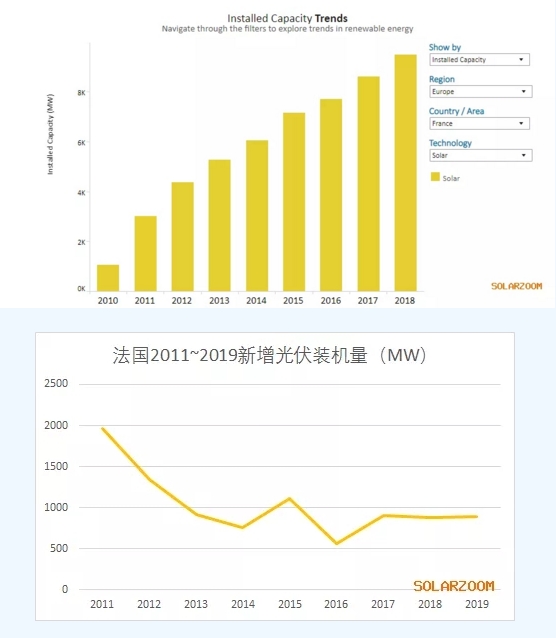 Installed Capacity Trends
Navigate through the filters to explore trends in renewable energy
Installed Capacity (MW)
8K
6K
4K
2K
0K
2010 2011 2012 2013 2014 2015 2016 2017 2018
Show by
Installed Capacity
Region
Europe
Country / Area
France
Technology
Solar
Solar
SOLARZOOM
法国2011~2019新增光伏装机量（MW）
2500
2000
1500
1000
500
0
2011 2012 2013 2014 2015 2016 2017 2018 2019
SOLARZOOM